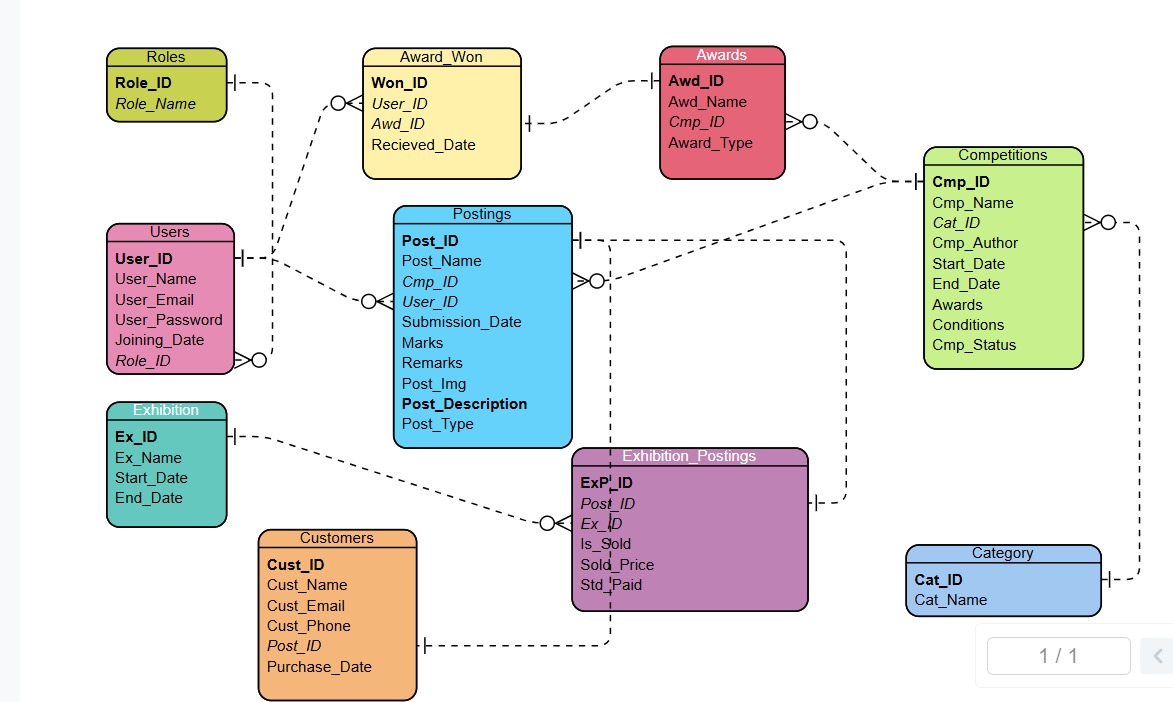 Roles
Role_ID
Role_Name
Award_Won
Won_ID
User_ID
Awd_ID
Recieved_Date
Awards
Awd_ID
Awd_Name
Cmp_ID
Award_Type
Competitions
Cmp_ID
Cmp_Name
Cat_ID
Cmp_Author
Start_Date
End_Date
Awards
Conditions
Cmp_Status
Users
User_ID
User_Name
User_Email
User_Password
Joining_Date
Role_ID
Postings
Post_ID
Post_Name
Cmp_ID
User_ID
Submission_Date
Marks
Remarks
Post_Img
Post_Description
Post_Type
Exhibition
Ex_ID
Ex_Name
Start_Date
End_Date
Exhibition_Postings
ExP_ID
Post_ID
Ex_ID
Is_Sold
Sold_Price
Std_Paid
Customers
Cust_ID
Cust_Name
Cust_Email
Cust_Phone
Post_ID
Purchase_Date
Category
Cat_ID
Cat_Name
1 / 1